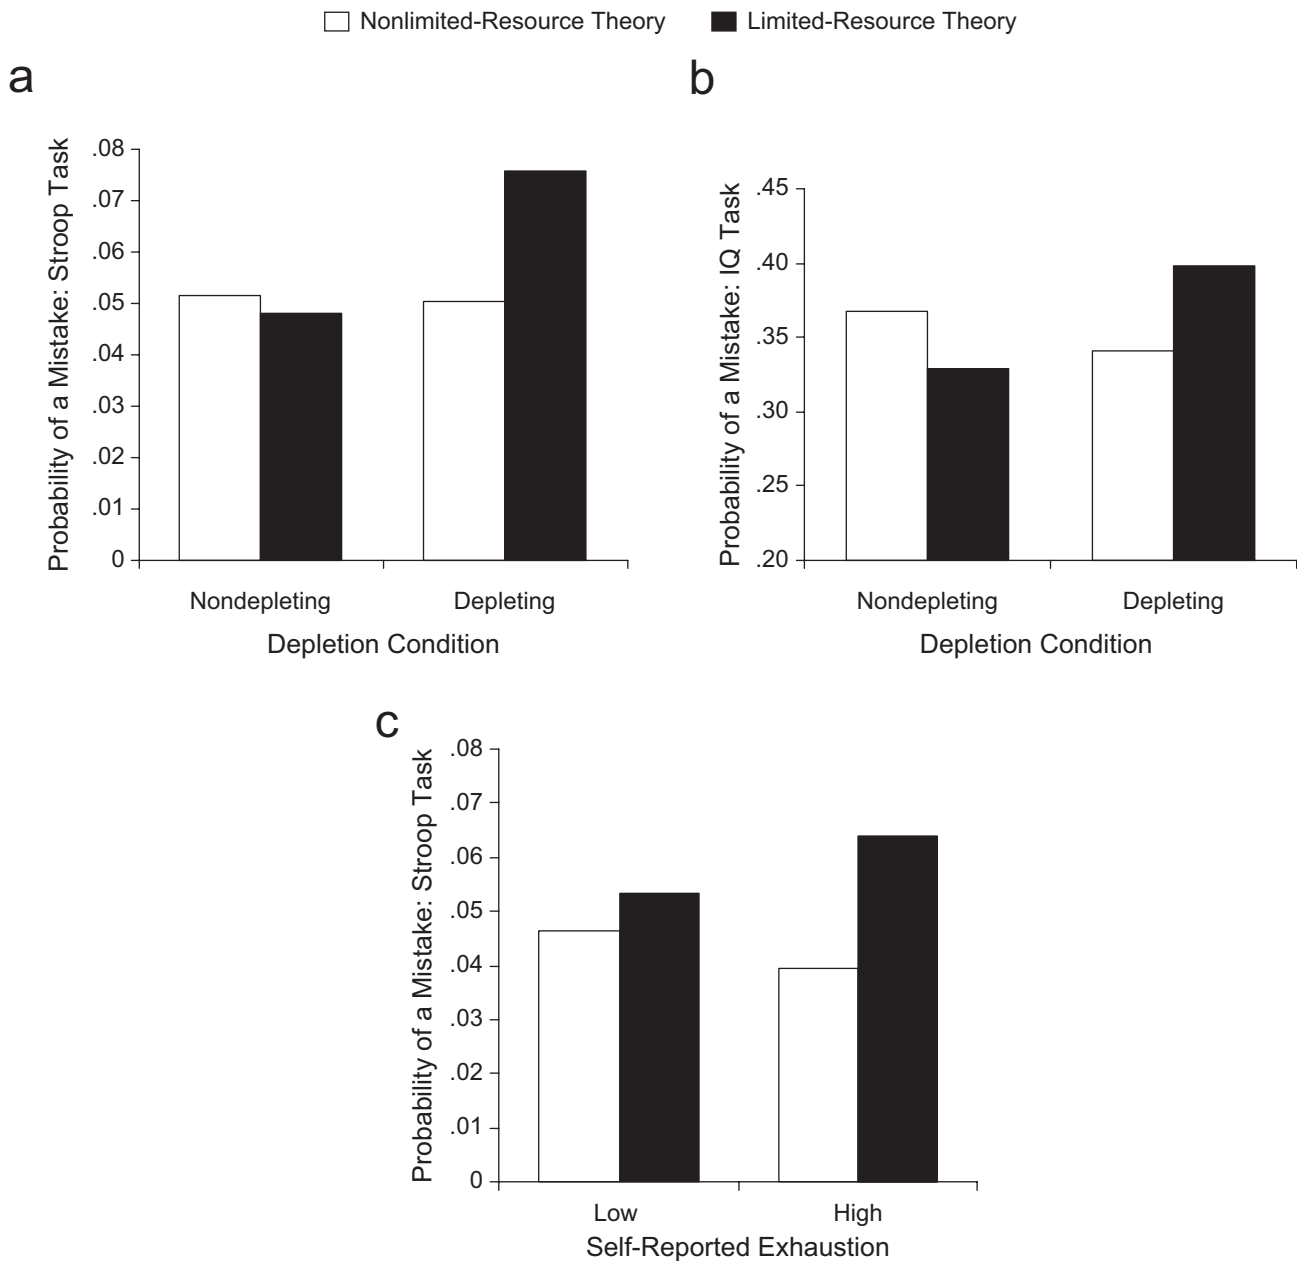 Nonlimited-Resource Theory Limited-Resource Theory
a
Probability of a Mistake: Stroop Task
.08
.07
.06
.05
.04
.03
.02
.01
0
Nondepleting Depleting
Depletion Condition
b
Probability of a Mistake: IQ Task
.45
.40
.35
.30
.25
.20
Nondepleting Depleting
Depletion Condition
c
Probability of a Mistake: Stroop Task
.08
.07
.06
.05
.04
.03
.02
.01
0
Low High
Self-Reported Exhaustion